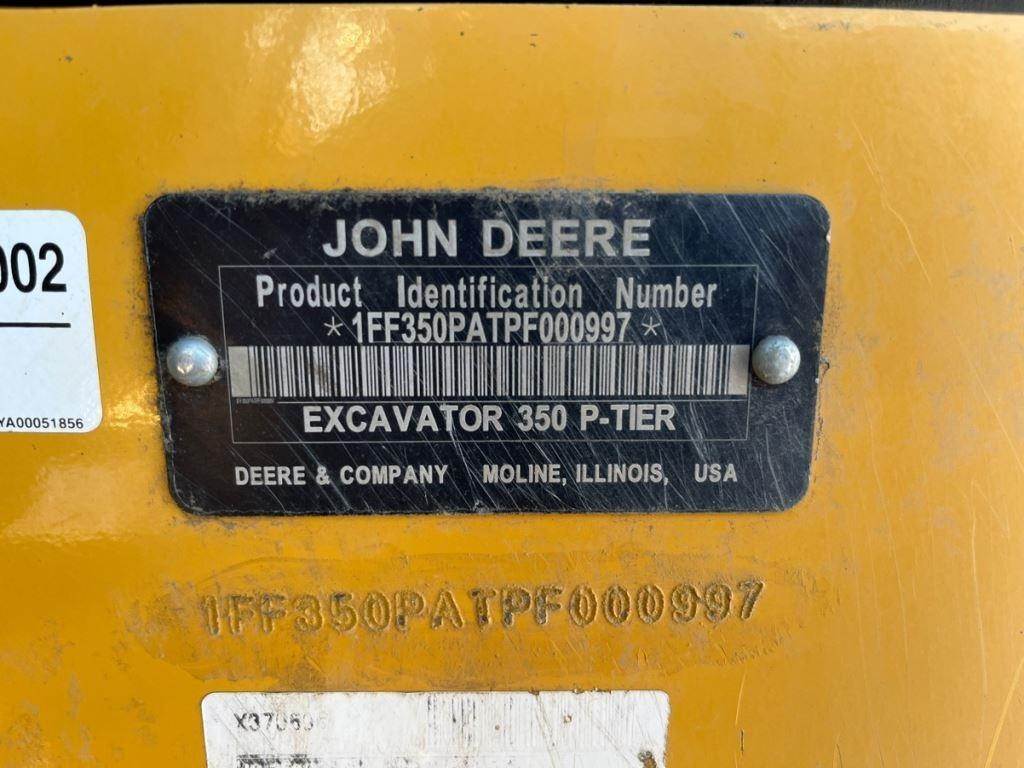 002
YA00051856
JOHN DEERE
Product Identification Number
*1FF350PATPF000997*
EXCAVATOR 350 P-TIER
DEERE & COMPANY MOLINE, ILLINOIS, USA
1FF350PATPF000997